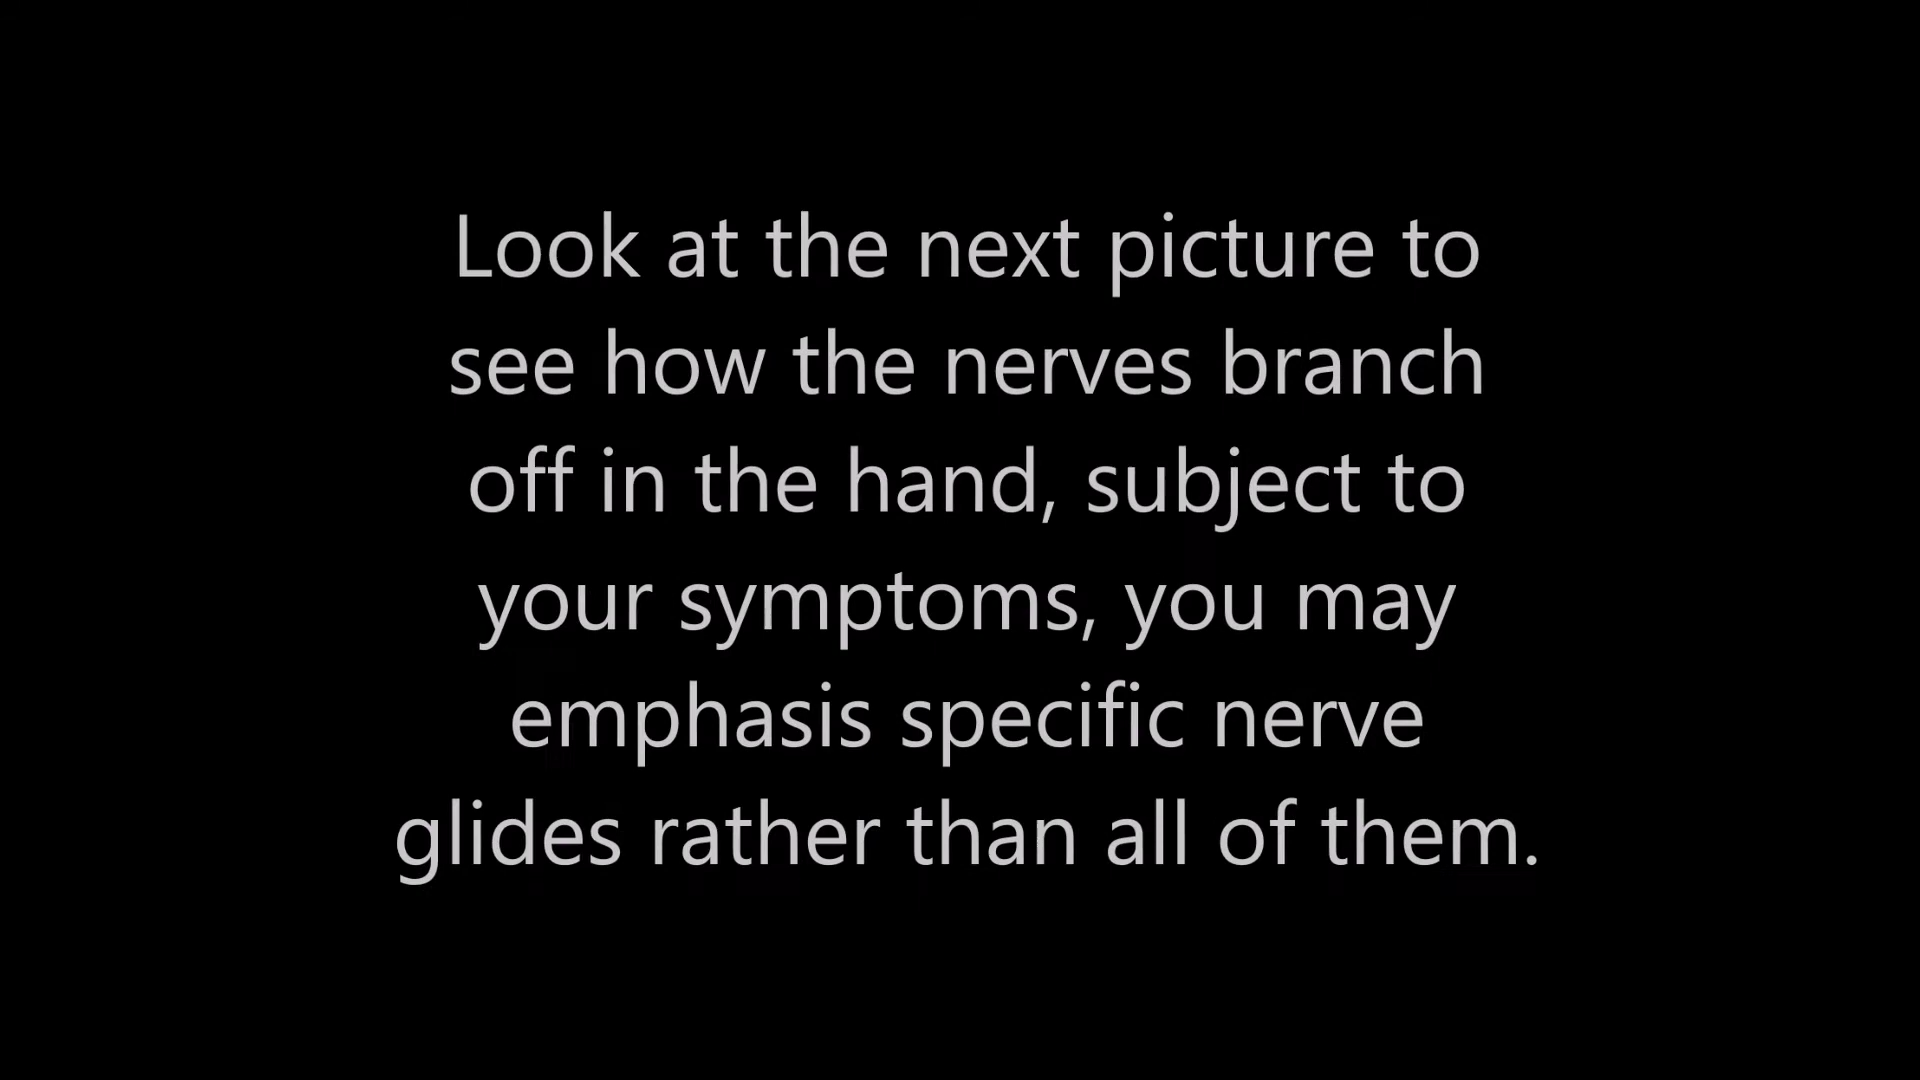 Look at the next picture to
see how the nerves branch
off in the hand, subject to
your symptoms, you may
emphasis specific nerve
glides rather than all of them.